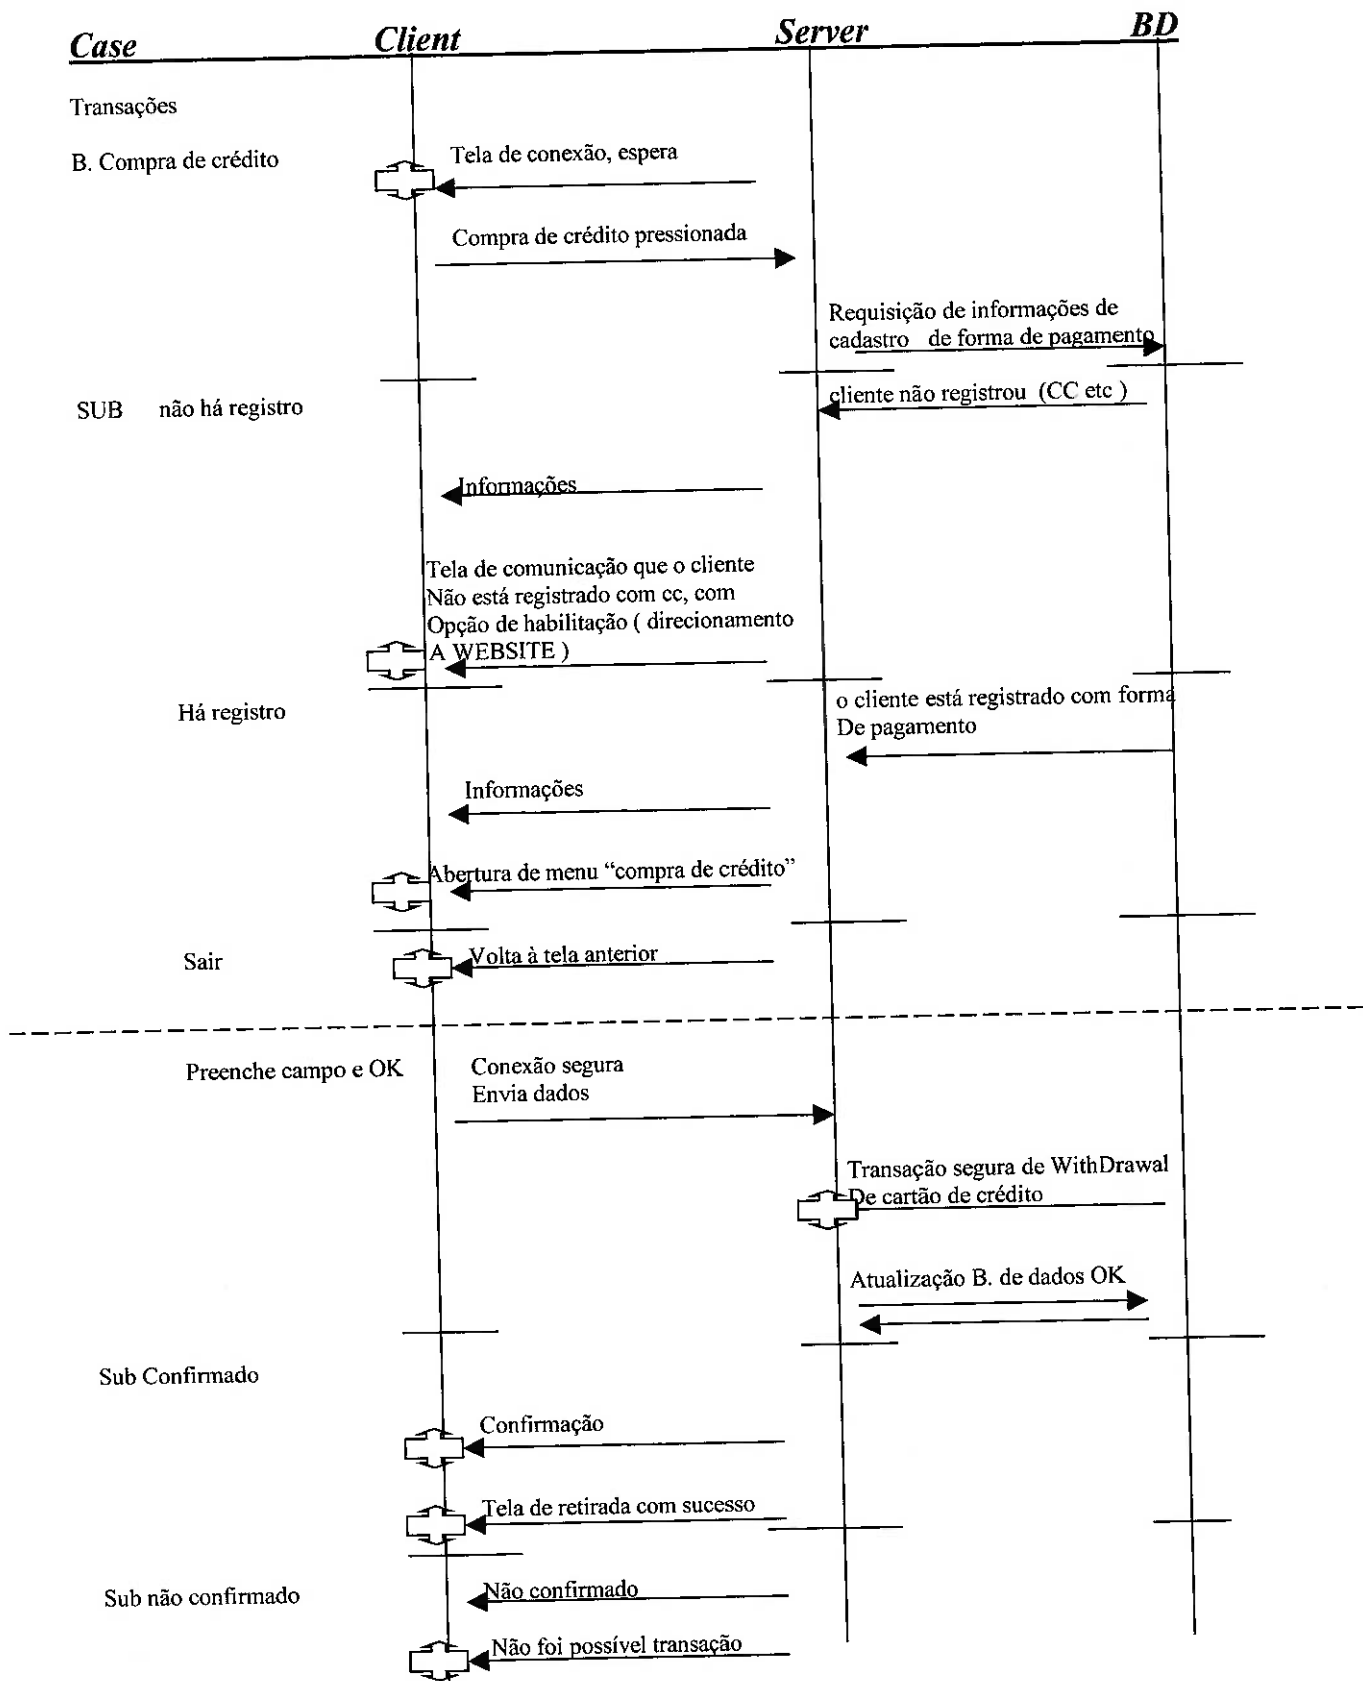 Case Client Server BD
Transações
B. Compra de crédito
Tela de conexão, espera
Compra de crédito pressionada
Requisição de informações de
cadastro de forma de pagamento
SUB não há registro
cliente não registrou (CC etc )
Informações
Tela de comunicação que o cliente
Não está registrado com cc, com
Opção de habilitação ( direcionamento
A WEBSITE )
Há registro
o cliente está registrado com forma
De pagamento
Informações
Abertura de menu “compra de crédito”
Sair
Volta à tela anterior
Preenche campo e OK
Conexão segura
Envia dados
Transação segura de WithDrawal
De cartão de crédito
Atualização B. de dados OK
Sub Confirmado
Confirmação
Tela de retirada com sucesso
Sub não confirmado
Não confirmado
Não foi possível transação